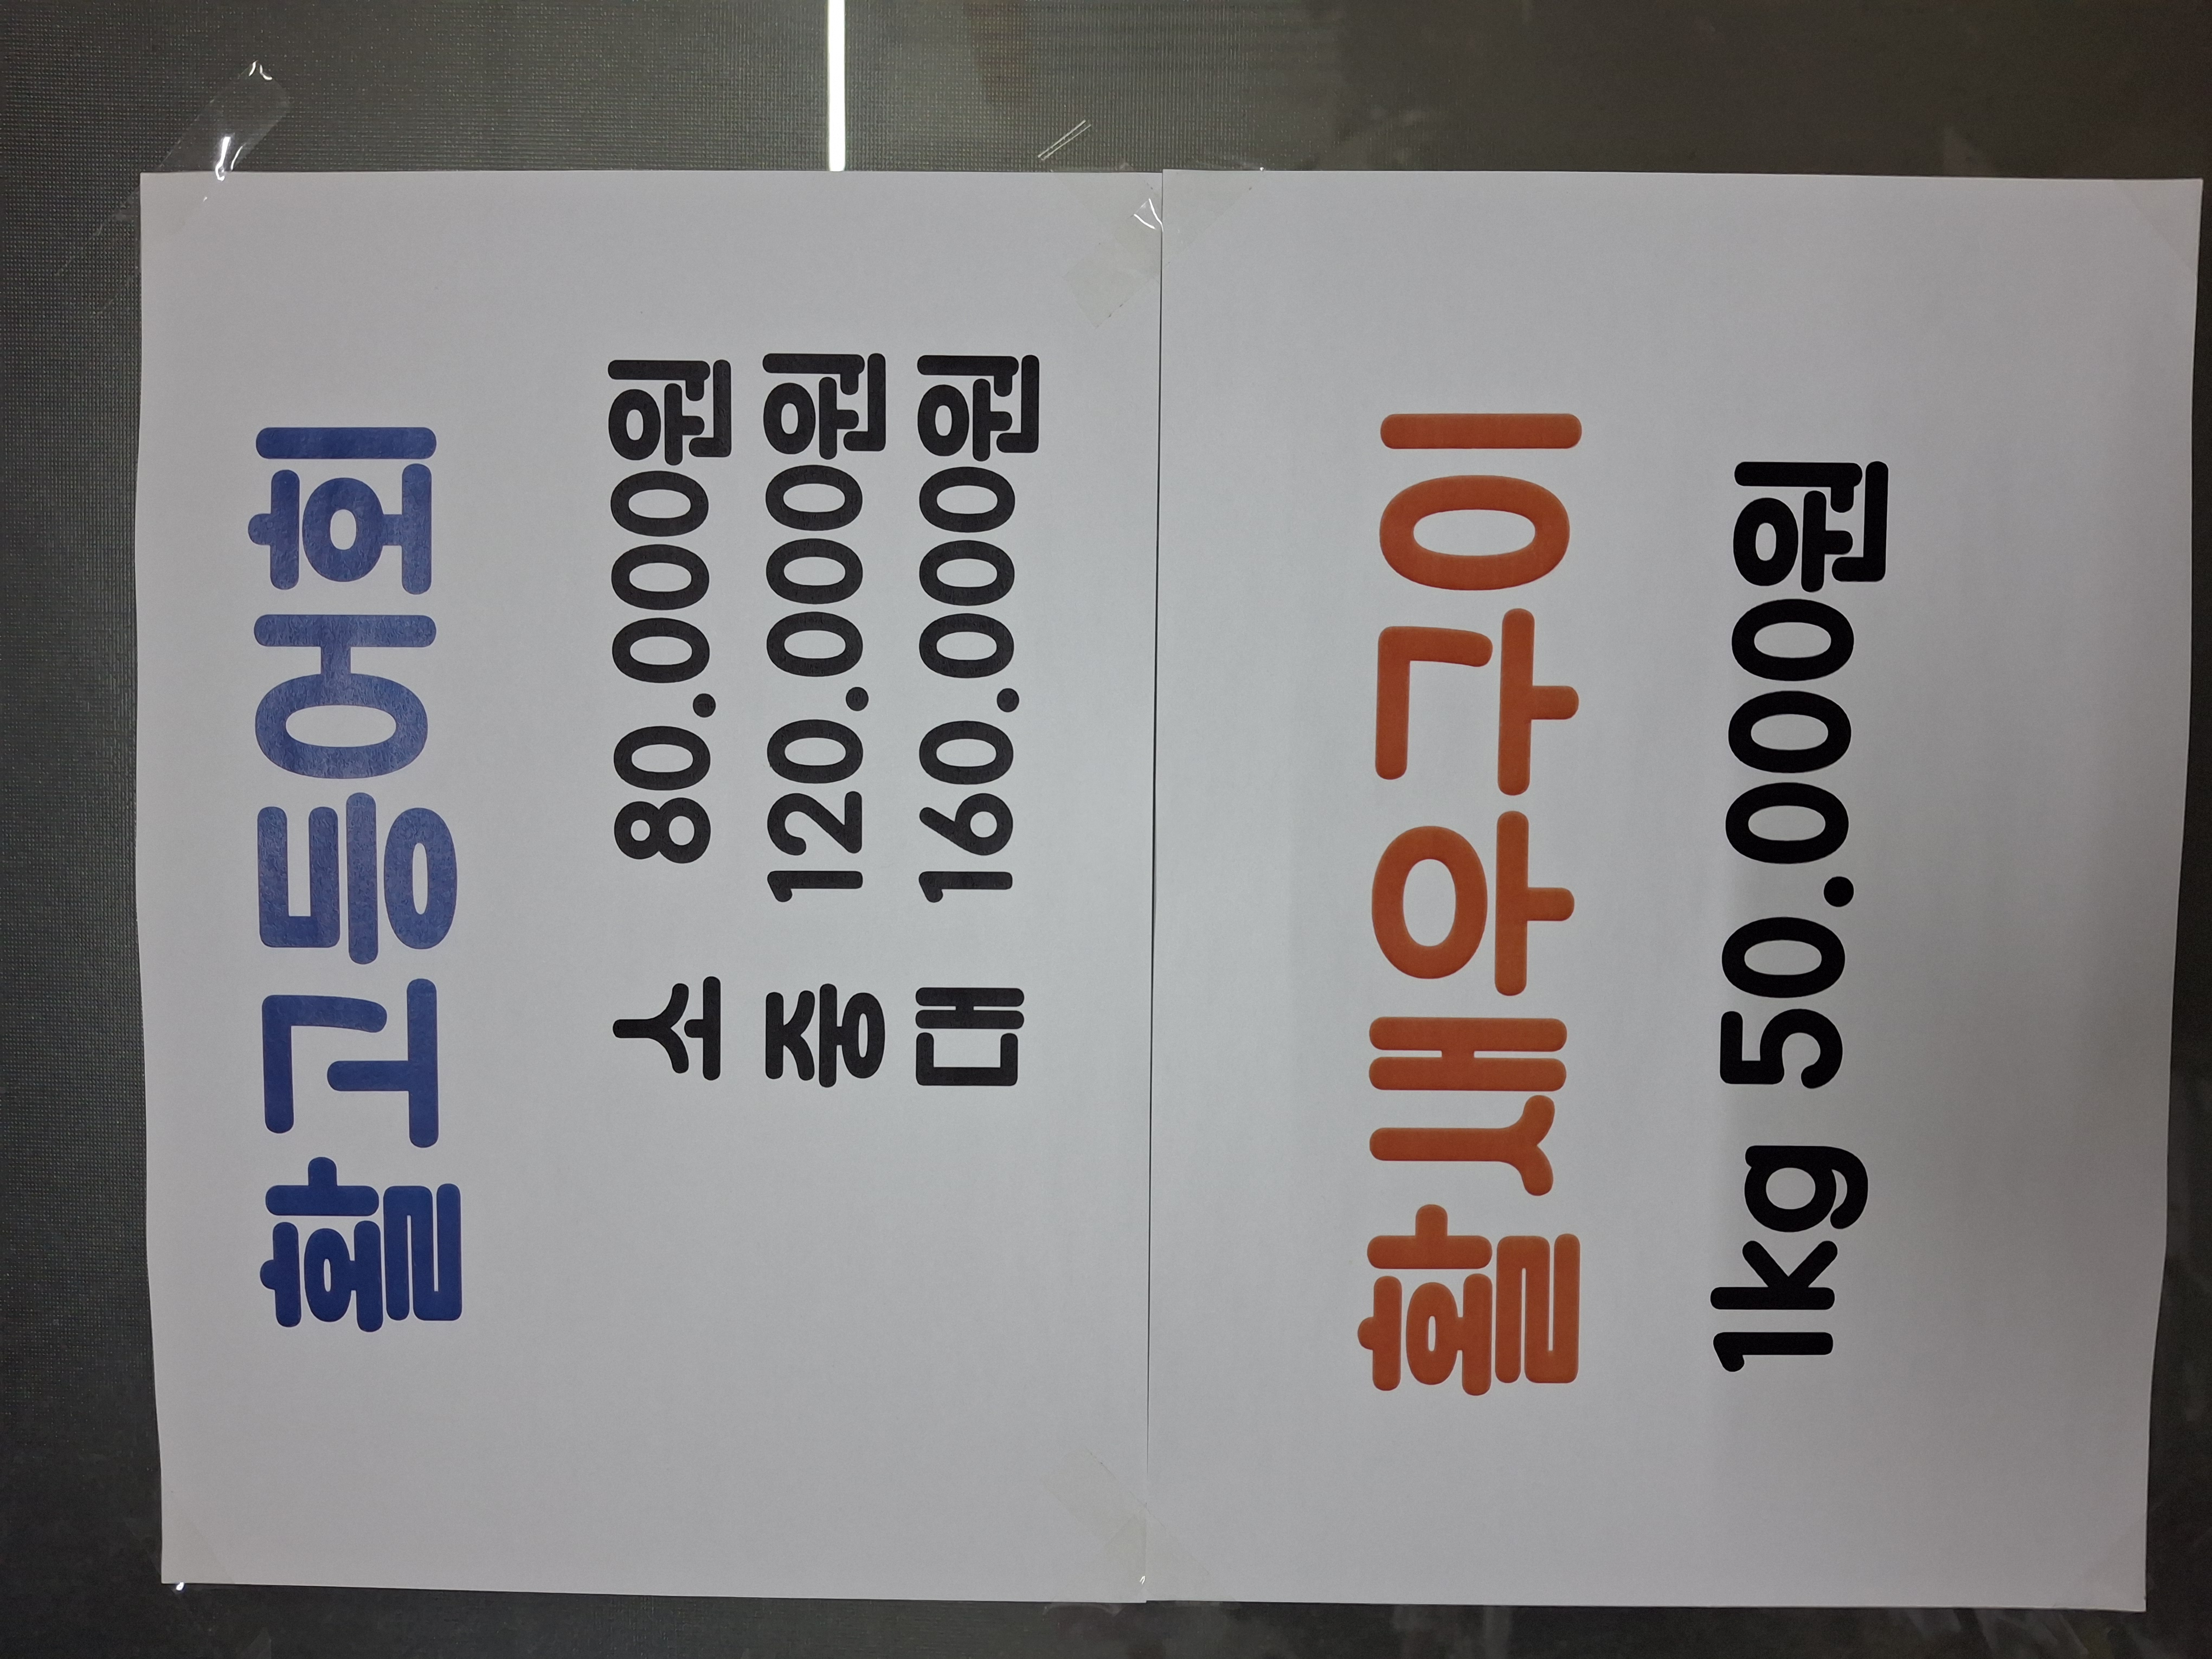 활고등어회
소 80.000원
중 120.000원
대 160.000원
활새우구이
1kg 50.000원